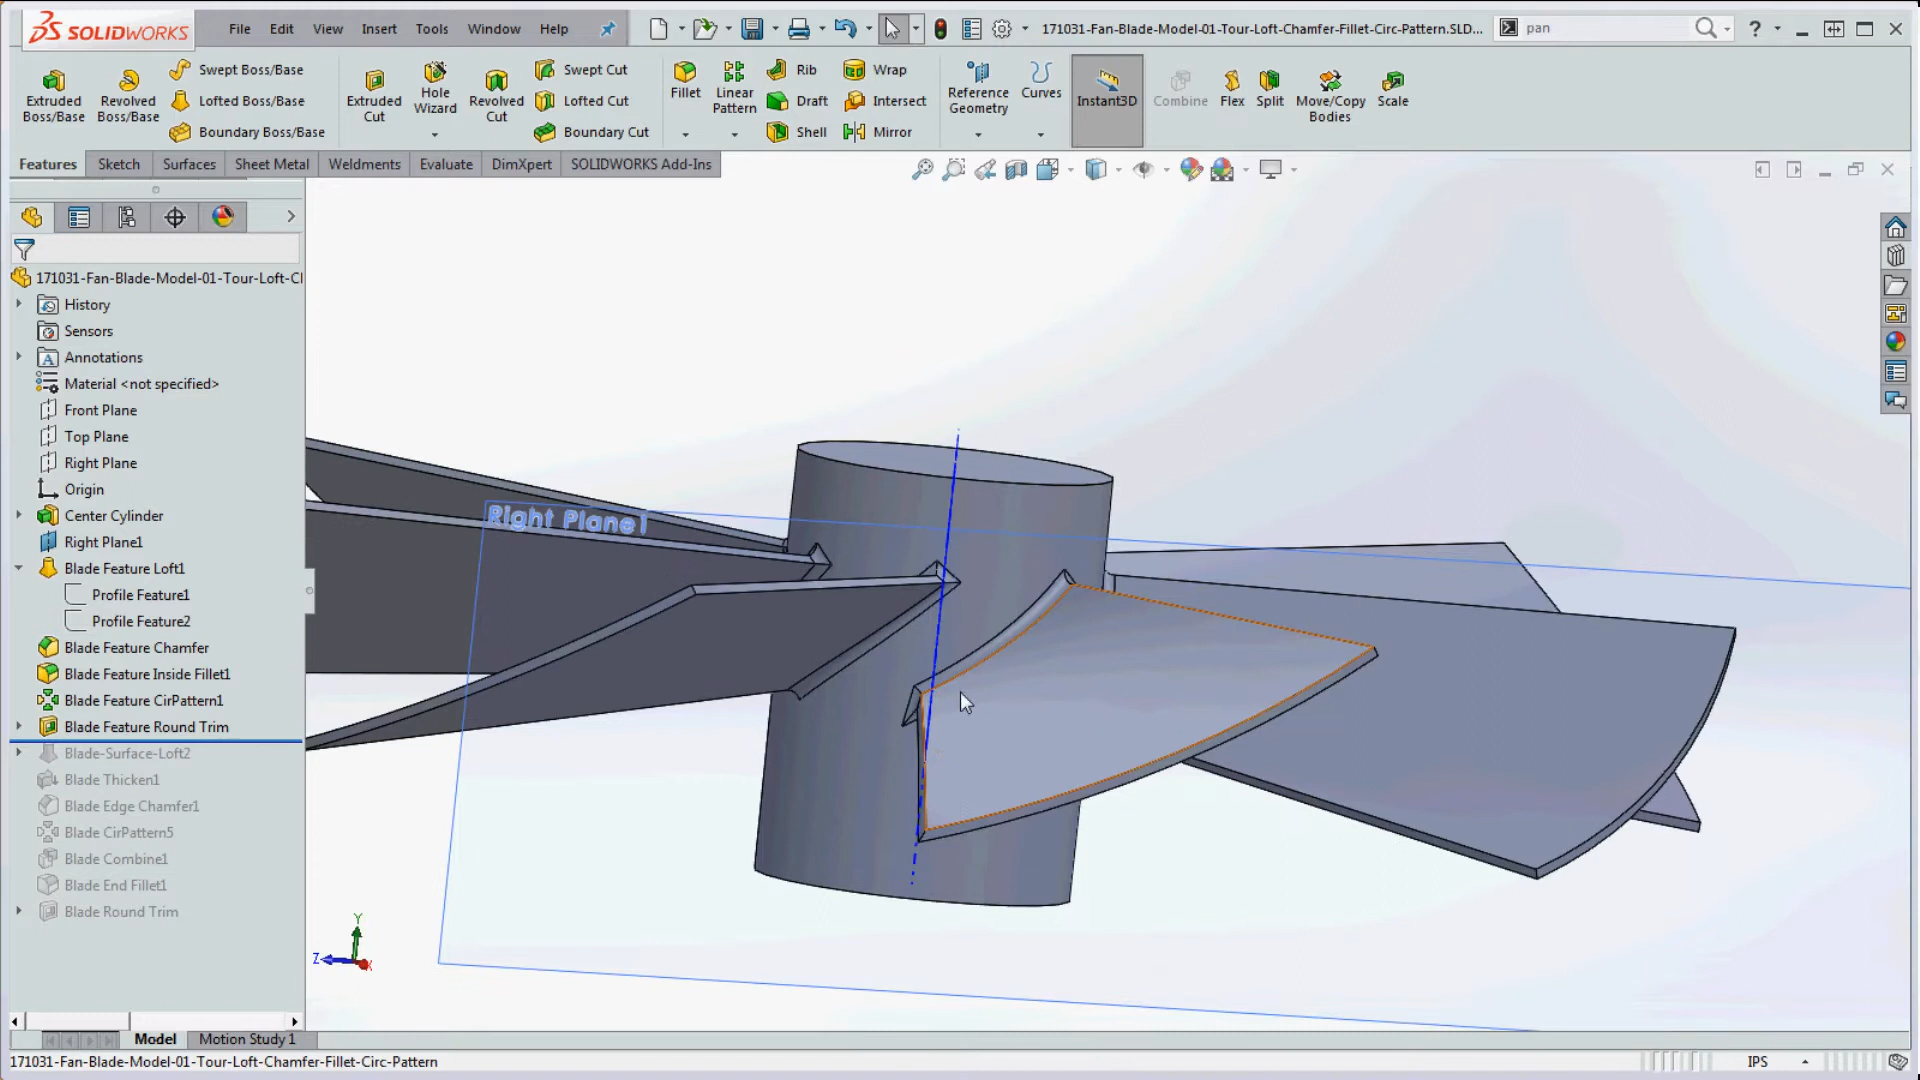 SOLIDWORKS File Edit View Insert Tools Window Help 171031-Fan-Blade-Model-01-Tour-Loft-Chamfer-Fillet-Circ-Pattern.SLD... pan ?
Extruded Boss/Base
Revolved Boss/Base
Swept Boss/Base
Lofted Boss/Base
Boundary Boss/Base
Extruded Cut
Hole Wizard
Revolved Cut
Swept Cut
Lofted Cut
Boundary Cut
Fillet
Linear Pattern
Rib
Draft
Shell
Wrap
Intersect
Mirror
Reference Geometry
Curves
Instant3D
Combine
Flex
Split
Move/Copy Bodies
Scale
Features Sketch Surfaces Sheet Metal Weldments Evaluate DimXpert SOLIDWORKS Add-Ins
171031-Fan-Blade-Model-01-Tour-Loft-Cl
History
Sensors
Annotations
Material <not specified>
Front Plane
Top Plane
Right Plane
Origin
Center Cylinder
Right Plane1
Blade Feature Loft1
Profile Feature1
Profile Feature2
Blade Feature Chamfer
Blade Feature Inside Fillet1
Blade Feature CirPattern1
Blade Feature Round Trim
Blade-Surface-Loft2
Blade Thicken1
Blade Edge Chamfer1
Blade CirPattern5
Blade Combine1
Blade End Fillet1
Blade Round Trim
Right Plane1
Y
Z
X
Model Motion Study 1
171031-Fan-Blade-Model-01-Tour-Loft-Chamfer-Fillet-Circ-Pattern IPS